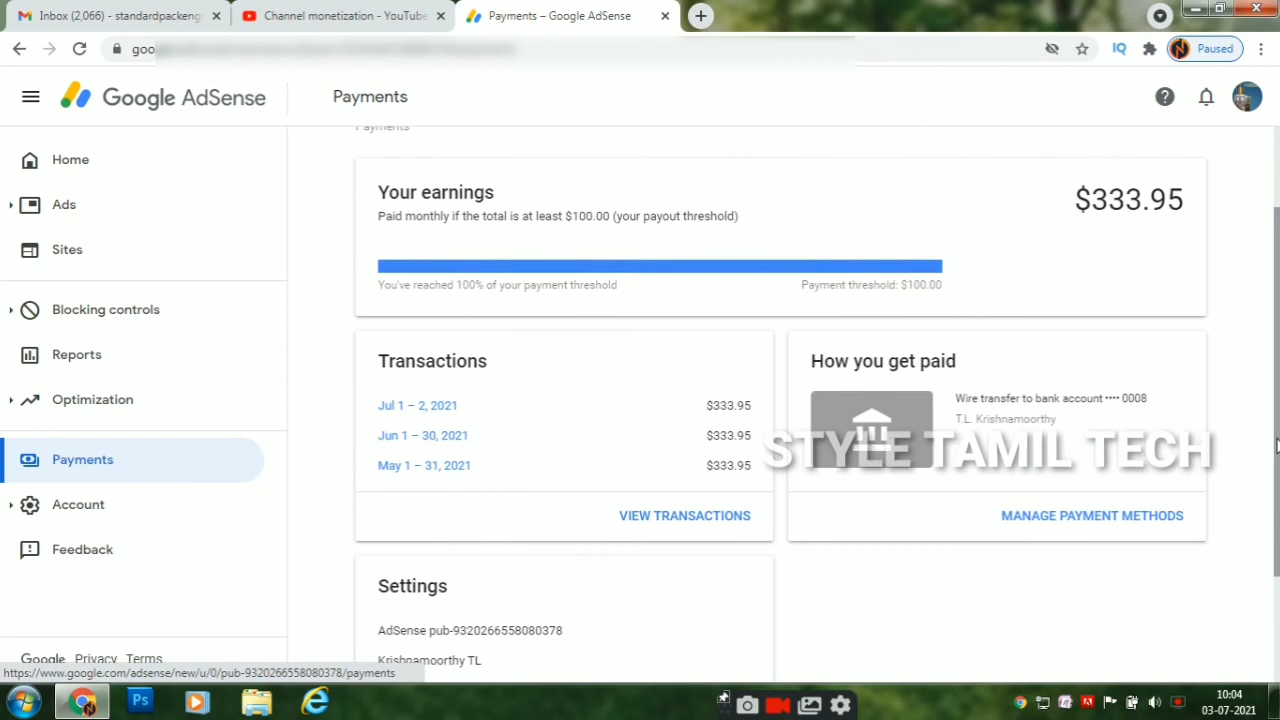 Inbox (2,066) - standardpackeng
Channel monetization - YouTube
Payments – Google AdSense
goo
IQ
Paused
Google AdSense
Payments
Payments
Home
Ads
Sites
Blocking controls
Reports
Optimization
Payments
Account
Feedback
Google Privacy Terms
Your earnings
$333.95
Paid monthly if the total is at least $100.00 (your payout threshold)
You've reached 100% of your payment threshold
Payment threshold: $100.00
Transactions
Jul 1 – 2, 2021 $333.95
Jun 1 – 30, 2021 $333.95
May 1 – 31, 2021 $333.95
VIEW TRANSACTIONS
How you get paid
Wire transfer to bank account •••• 0008
T.L. Krishnamoorthy
STYLE TAMIL TECH
MANAGE PAYMENT METHODS
Settings
AdSense pub-9320266558080378
Krishnamoorthy TL
https://www.google.com/adsense/new/u/0/pub-9320266558080378/payments
Ps
10:04
03-07-2021